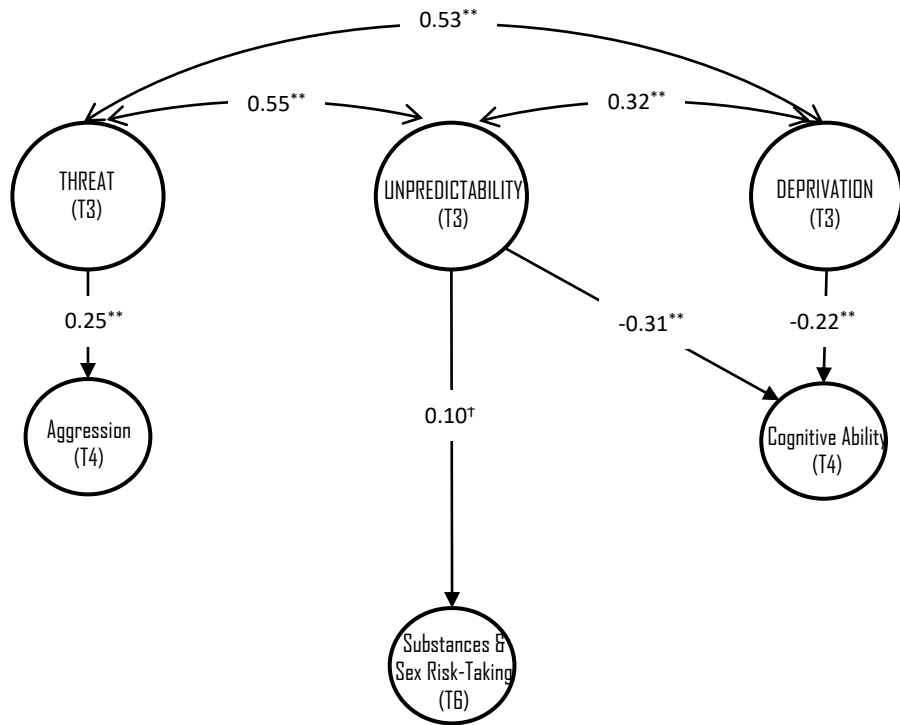 0.53**
0.55**
0.32**
THREAT
(T3)
UNPREDICTABILITY
(T3)
DEPRIVATION
(T3)
0.25**
-0.31**
-0.22**
Aggression
(T4)
0.10†
Cognitive Ability
(T4)
Substances &
Sex Risk-Taking
(T6)